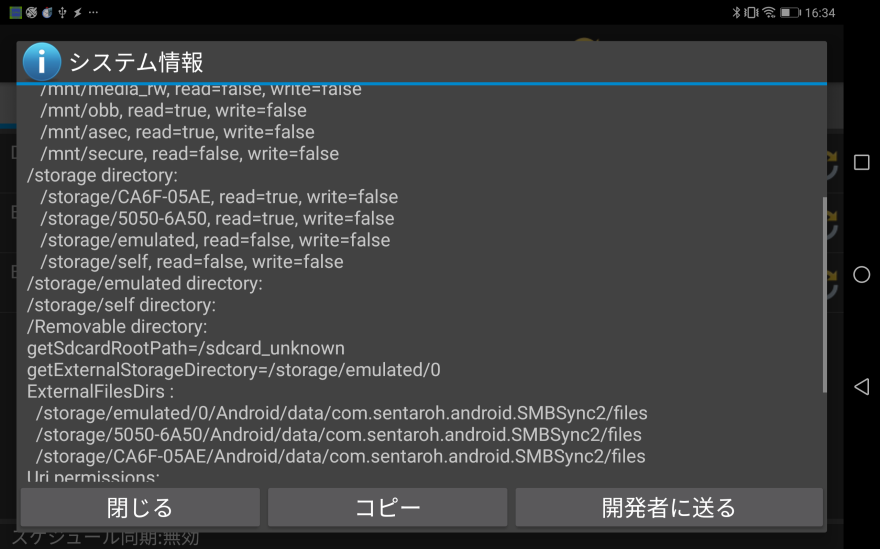 16:34
システム情報
/mnt/media_rw, read=false, write=false
/mnt/obb, read=true, write=false
/mnt/asec, read=true, write=false
/mnt/secure, read=false, write=false
/storage directory:
/storage/CA6F-05AE, read=true, write=false
/storage/5050-6A50, read=true, write=false
/storage/emulated, read=false, write=false
/storage/self, read=false, write=false
/storage/emulated directory:
/storage/self directory:
/Removable directory:
getSdcardRootPath=/sdcard_unknown
getExternalStorageDirectory=/storage/emulated/0
ExternalFilesDirs :
/storage/emulated/0/Android/data/com.sentaroh.android.SMBSync2/files
/storage/5050-6A50/Android/data/com.sentaroh.android.SMBSync2/files
/storage/CA6F-05AE/Android/data/com.sentaroh.android.SMBSync2/files
Uri permissions:
閉じる コピー 開発者に送る
スケジュール同期:無効